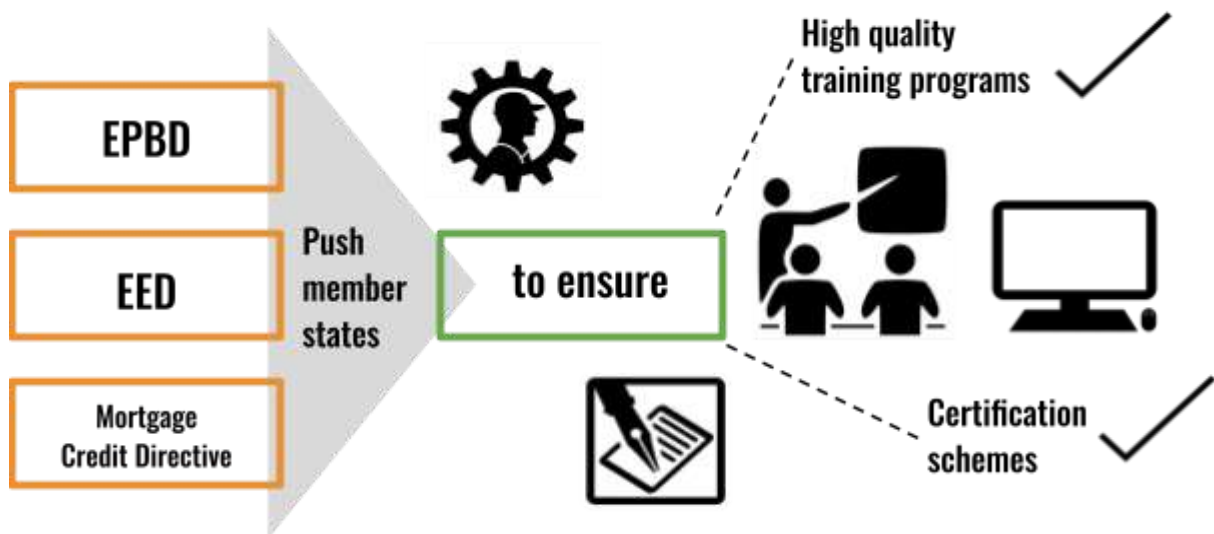 EPBD
EED
Mortgage
Credit Directive
Push
member
states
to ensure
High quality
training programs
Certification
schemes